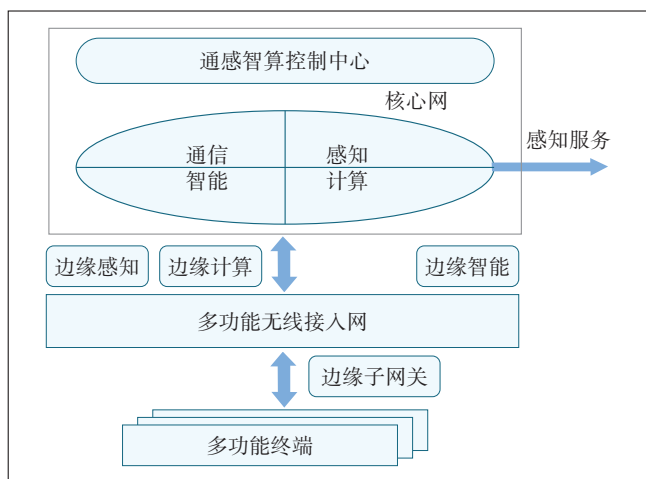 通感智算控制中心
核心网
通信
感知
智能
计算
感知服务
边缘感知
边缘计算
边缘智能
多功能无线接入网
边缘子网关
多功能终端